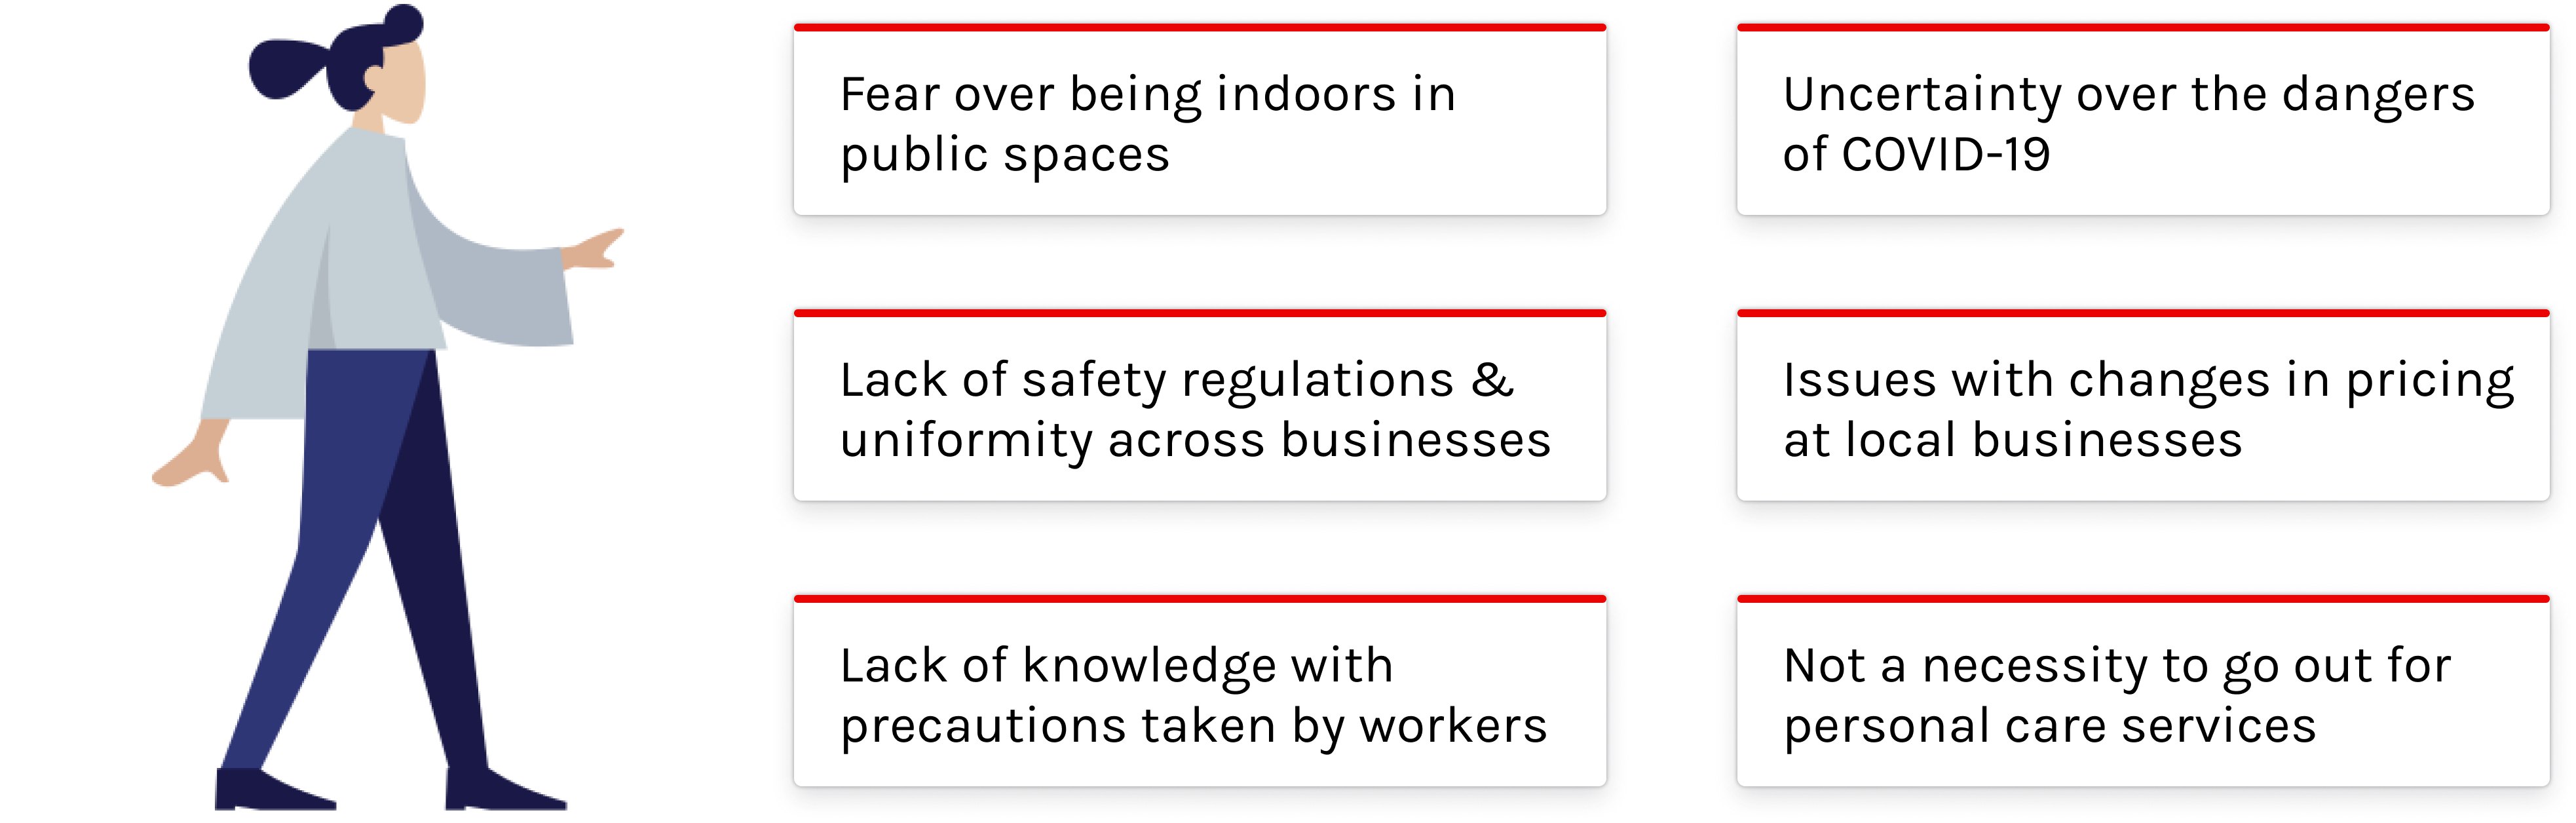 Fear over being indoors in
public spaces
Uncertainty over the dangers
of COVID-19
Lack of safety regulations &
uniformity across businesses
Issues with changes in pricing
at local businesses
Lack of knowledge with
precautions taken by workers
Not a necessity to go out for
personal care services